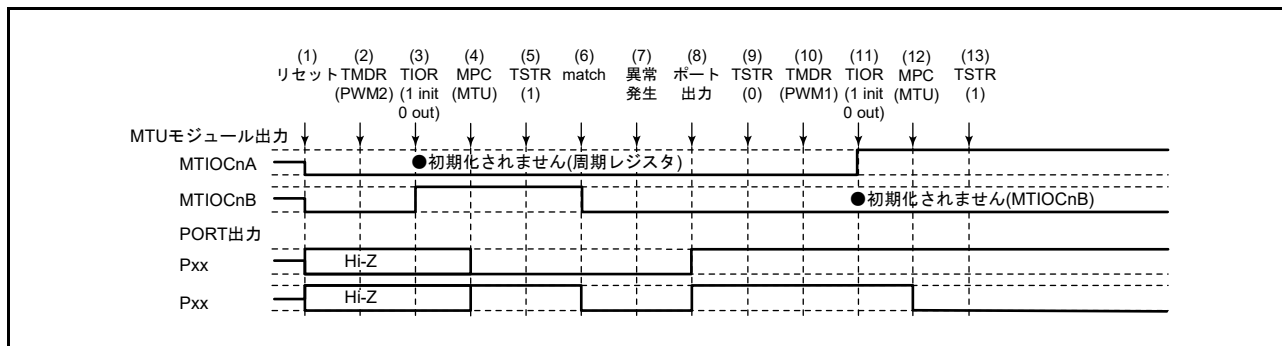 (1) (2) (3) (4) (5) (6) (7) (8) (9) (10) (11) (12) (13)
リセット TMDR TIOR MPC TSTR match 異常 ポート TSTR TMDR TIOR MPC TSTR
(PWM2) (1 init (MTU) (1) 発生 出力 (0) (PWM1) (1 init (MTU) (1)
0 out) 0 out)
MTUモジュール出力
MTIOCnA ●初期化されません(周期レジスタ)
MTIOCnB ●初期化されません(MTIOCnB)
PORT出力
Pxx Hi-Z
Pxx Hi-Z